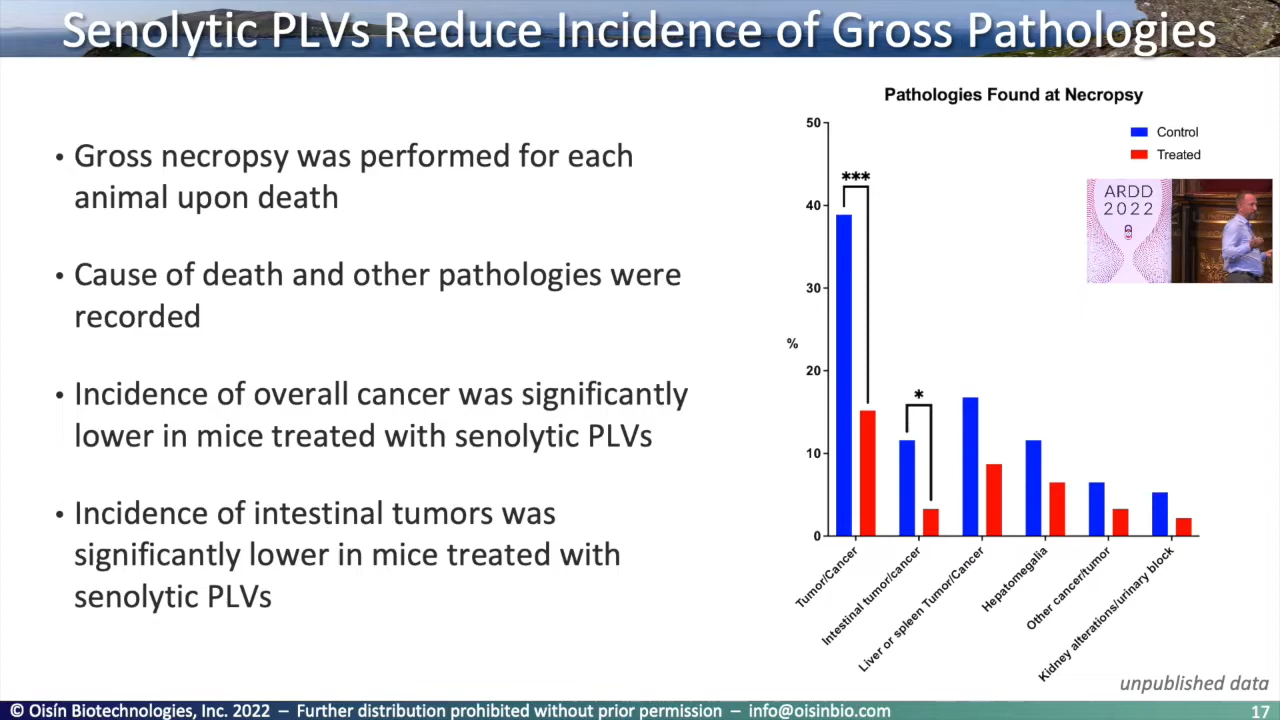 Senolytic PLVs Reduce Incidence of Gross Pathologies
• Gross necropsy was performed for each
animal upon death
• Cause of death and other pathologies were
recorded
• Incidence of overall cancer was significantly
lower in mice treated with senolytic PLVs
• Incidence of intestinal tumors was
significantly lower in mice treated with
senolytic PLVs
Pathologies Found at Necropsy
Control
Treated
50
40
30
20
10
0
%
***
*
Tumor/Cancer
Intestinal tumor/cancer
Liver or spleen Tumor/Cancer
Hepatomegalia
Other cancer/tumor
Kidney alterations/urinary block
ARDD
2022
unpublished data
© Oisín Biotechnologies, Inc. 2022 – Further distribution prohibited without prior permission – info@oisinbio.com
17